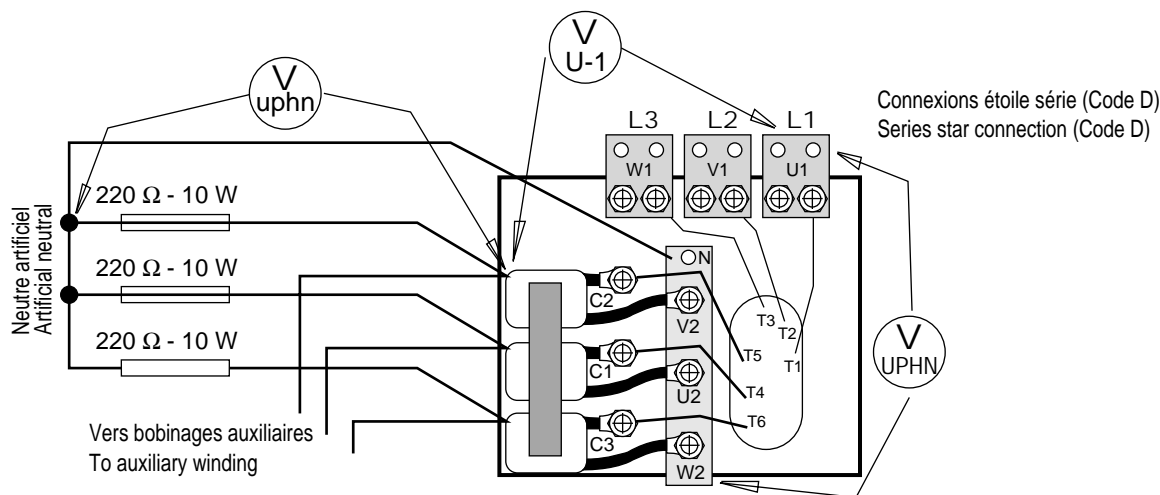 V
U-1
V
uphn
Connexions étoile série (Code D)
Series star connection (Code D)
L3
L2
L1
W1
V1
U1
220 Ω - 10 W
Neutre artificiel
Artificial neutral
220 Ω - 10 W
220 Ω - 10 W
N
C2
V2
T3
T2
T1
T5
C1
U2
T4
T6
C3
W2
V
UPHN
Vers bobinages auxiliaires
To auxiliary winding